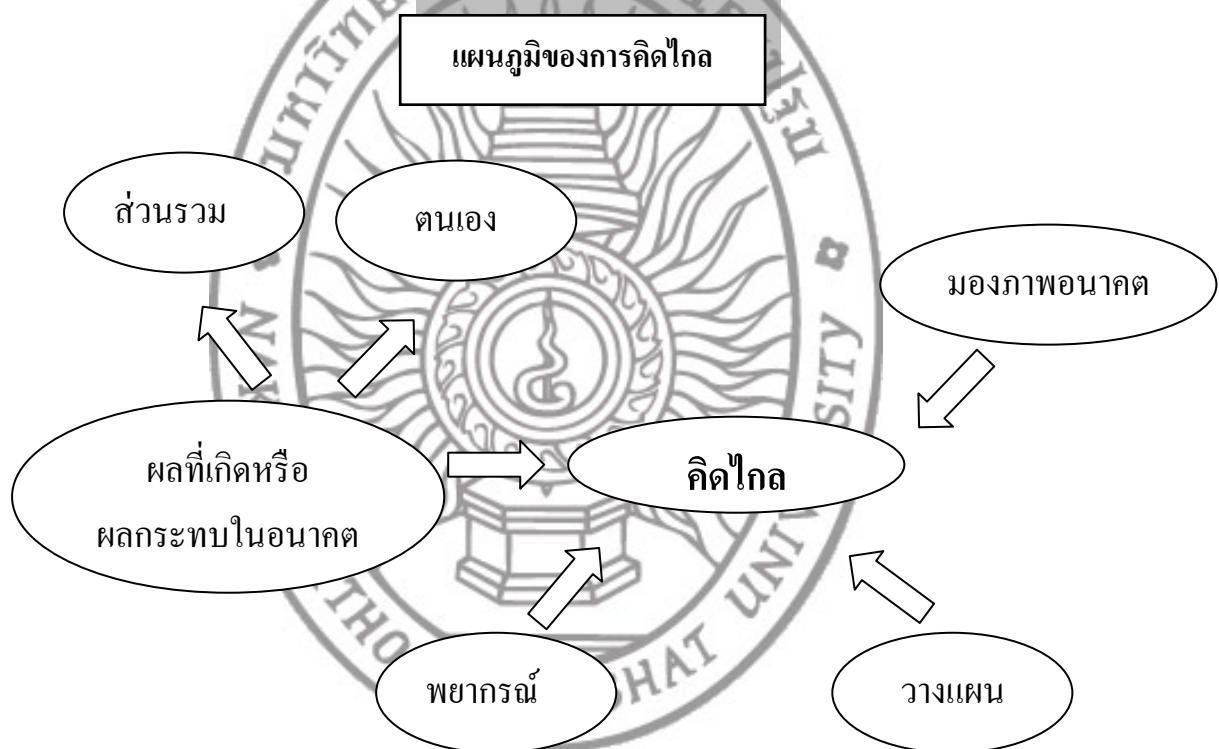 แผนภูมิของการคิดไกล
ส่วนรวม
ตนเอง
มองภาพอนาคต
ผลที่เกิดหรือ
ผลกระทบในอนาคต
คิดไกล
พยากรณ์
วางแผน